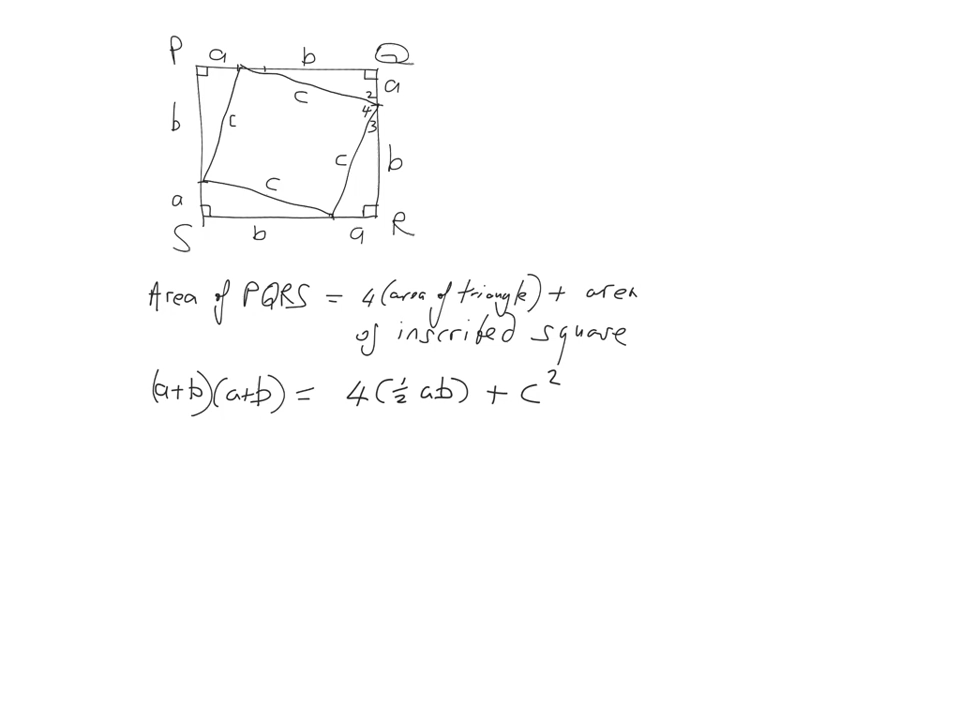 P a b Q
a
2
c
4
b c 3
c b
c
a
S b a R
Area of PQRS = 4(area of triangle) + area
of inscribed square
(a+b)(a+b) = 4(½ ab) + c²